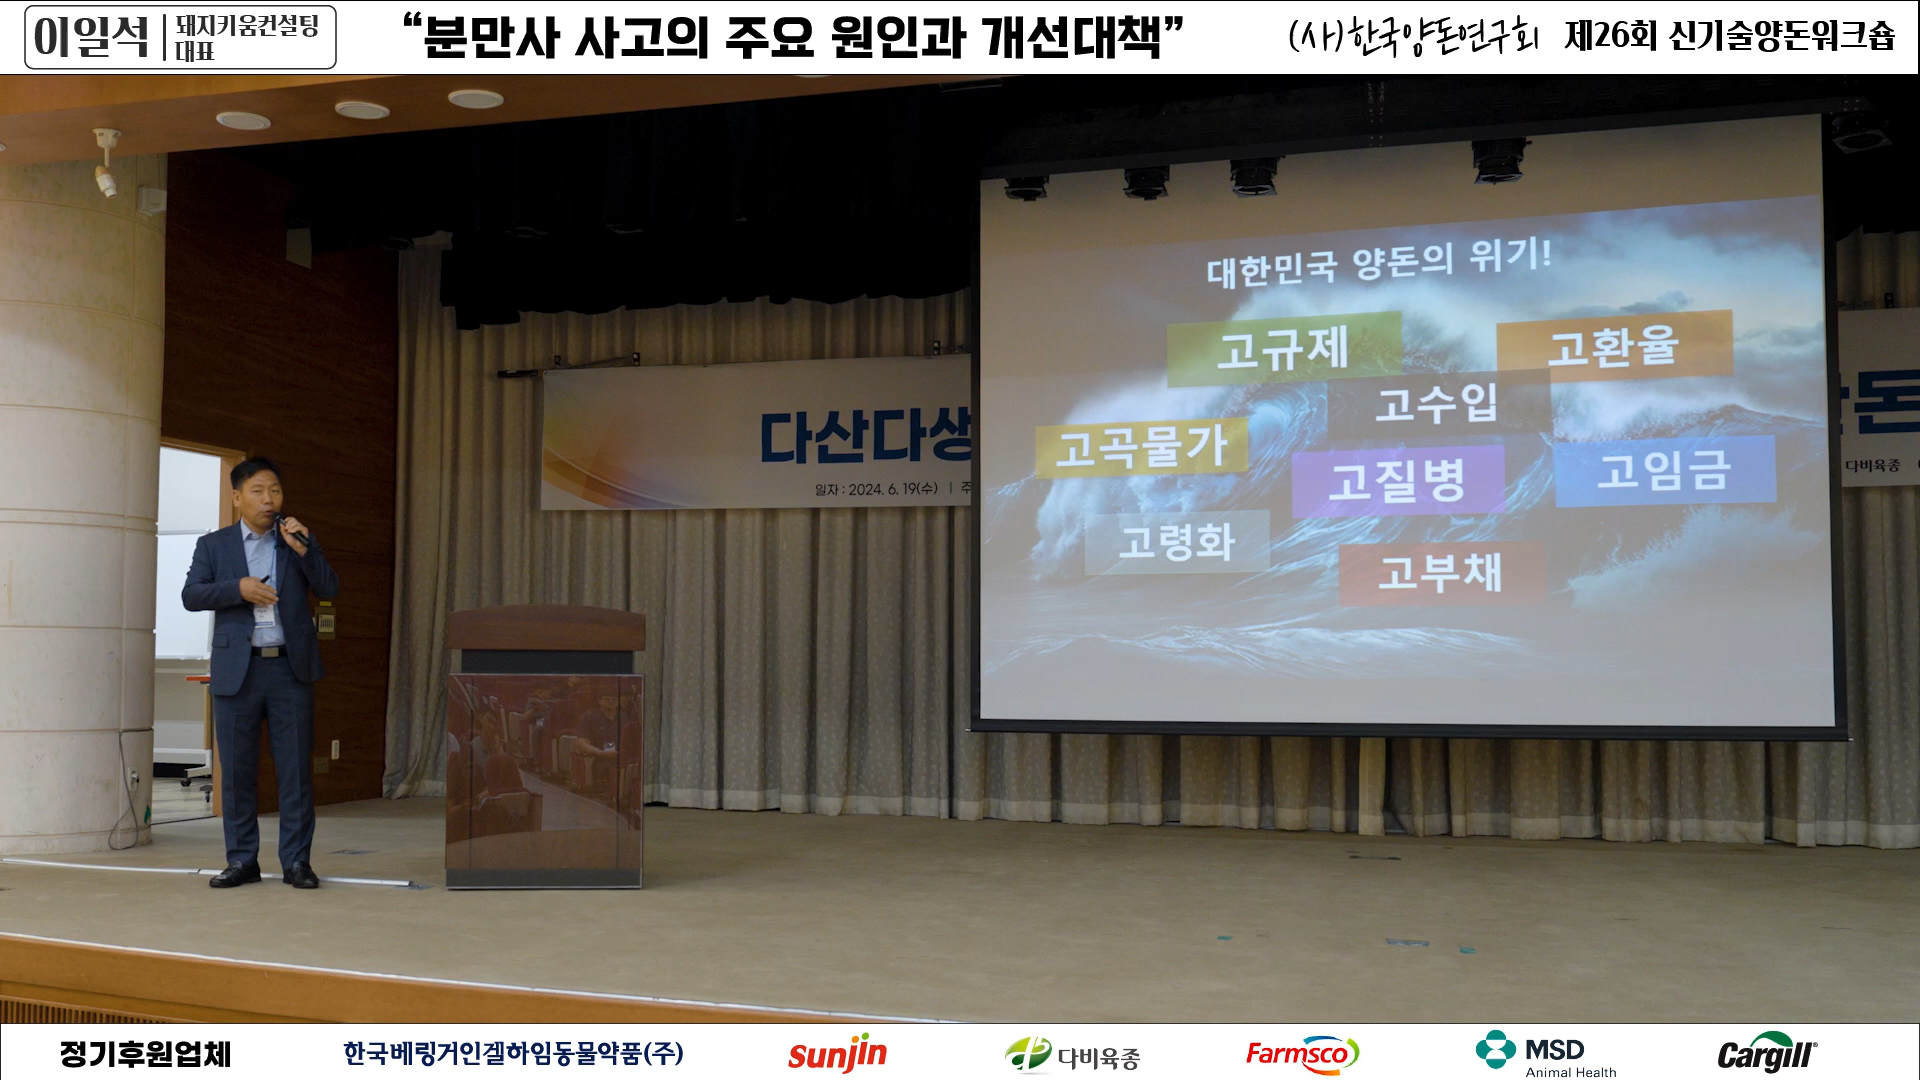 이일석
돼지키움컨설팅
대표
“분만사 사고의 주요 원인과 개선대책”
(사)한국양돈연구회 제26회 신기술양돈워크숍
대한민국 양돈의 위기!
고규제
고환율
고수입
고곡물가
고질병
고임금
고령화
고부채
다산다생
일자 : 2024. 6. 19(수) | 주
돈
다비육종
정기후원업체
한국베링거인겔하임동물약품(주)
sunjin
다비육종
Farmsco
MSD
Animal Health
Cargill